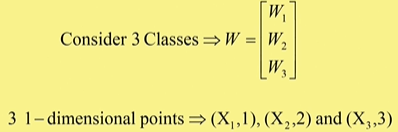 Consider 3 Classes ⇒ W = [W₁ W₂ W₃]
3 1–dimensional points ⇒ (X₁,1), (X₂,2) and (X₃,3)